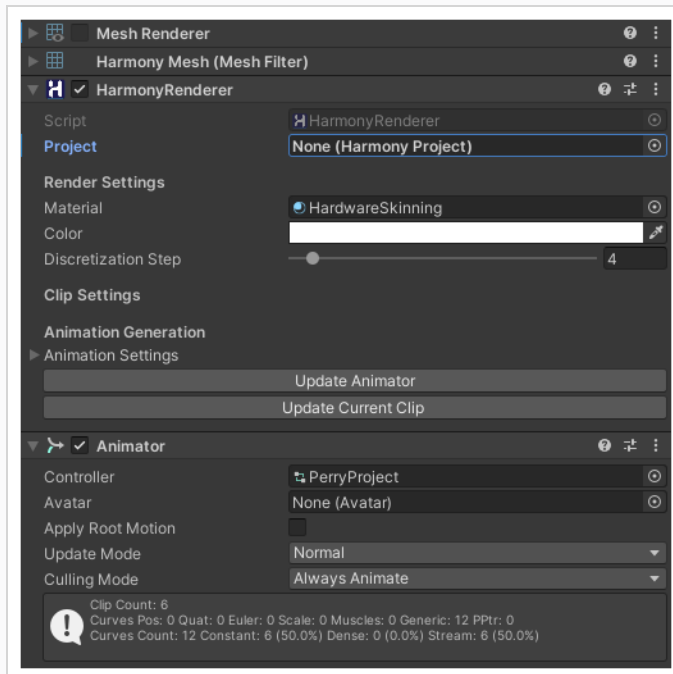 Mesh Renderer
Harmony Mesh (Mesh Filter)
HarmonyRenderer
Script HarmonyRenderer
Project None (Harmony Project)
Render Settings
Material HardwareSkinning
Color
Discretization Step 4
Clip Settings
Animation Generation
Animation Settings
Update Animator
Update Current Clip
Animator
Controller PerryProject
Avatar None (Avatar)
Apply Root Motion
Update Mode Normal
Culling Mode Always Animate
Clip Count: 6
Curves Pos: 0 Quat: 0 Euler: 0 Scale: 0 Muscles: 0 Generic: 12 PPtr: 0
Curves Count: 12 Constant: 6 (50.0%) Dense: 0 (0.0%) Stream: 6 (50.0%)